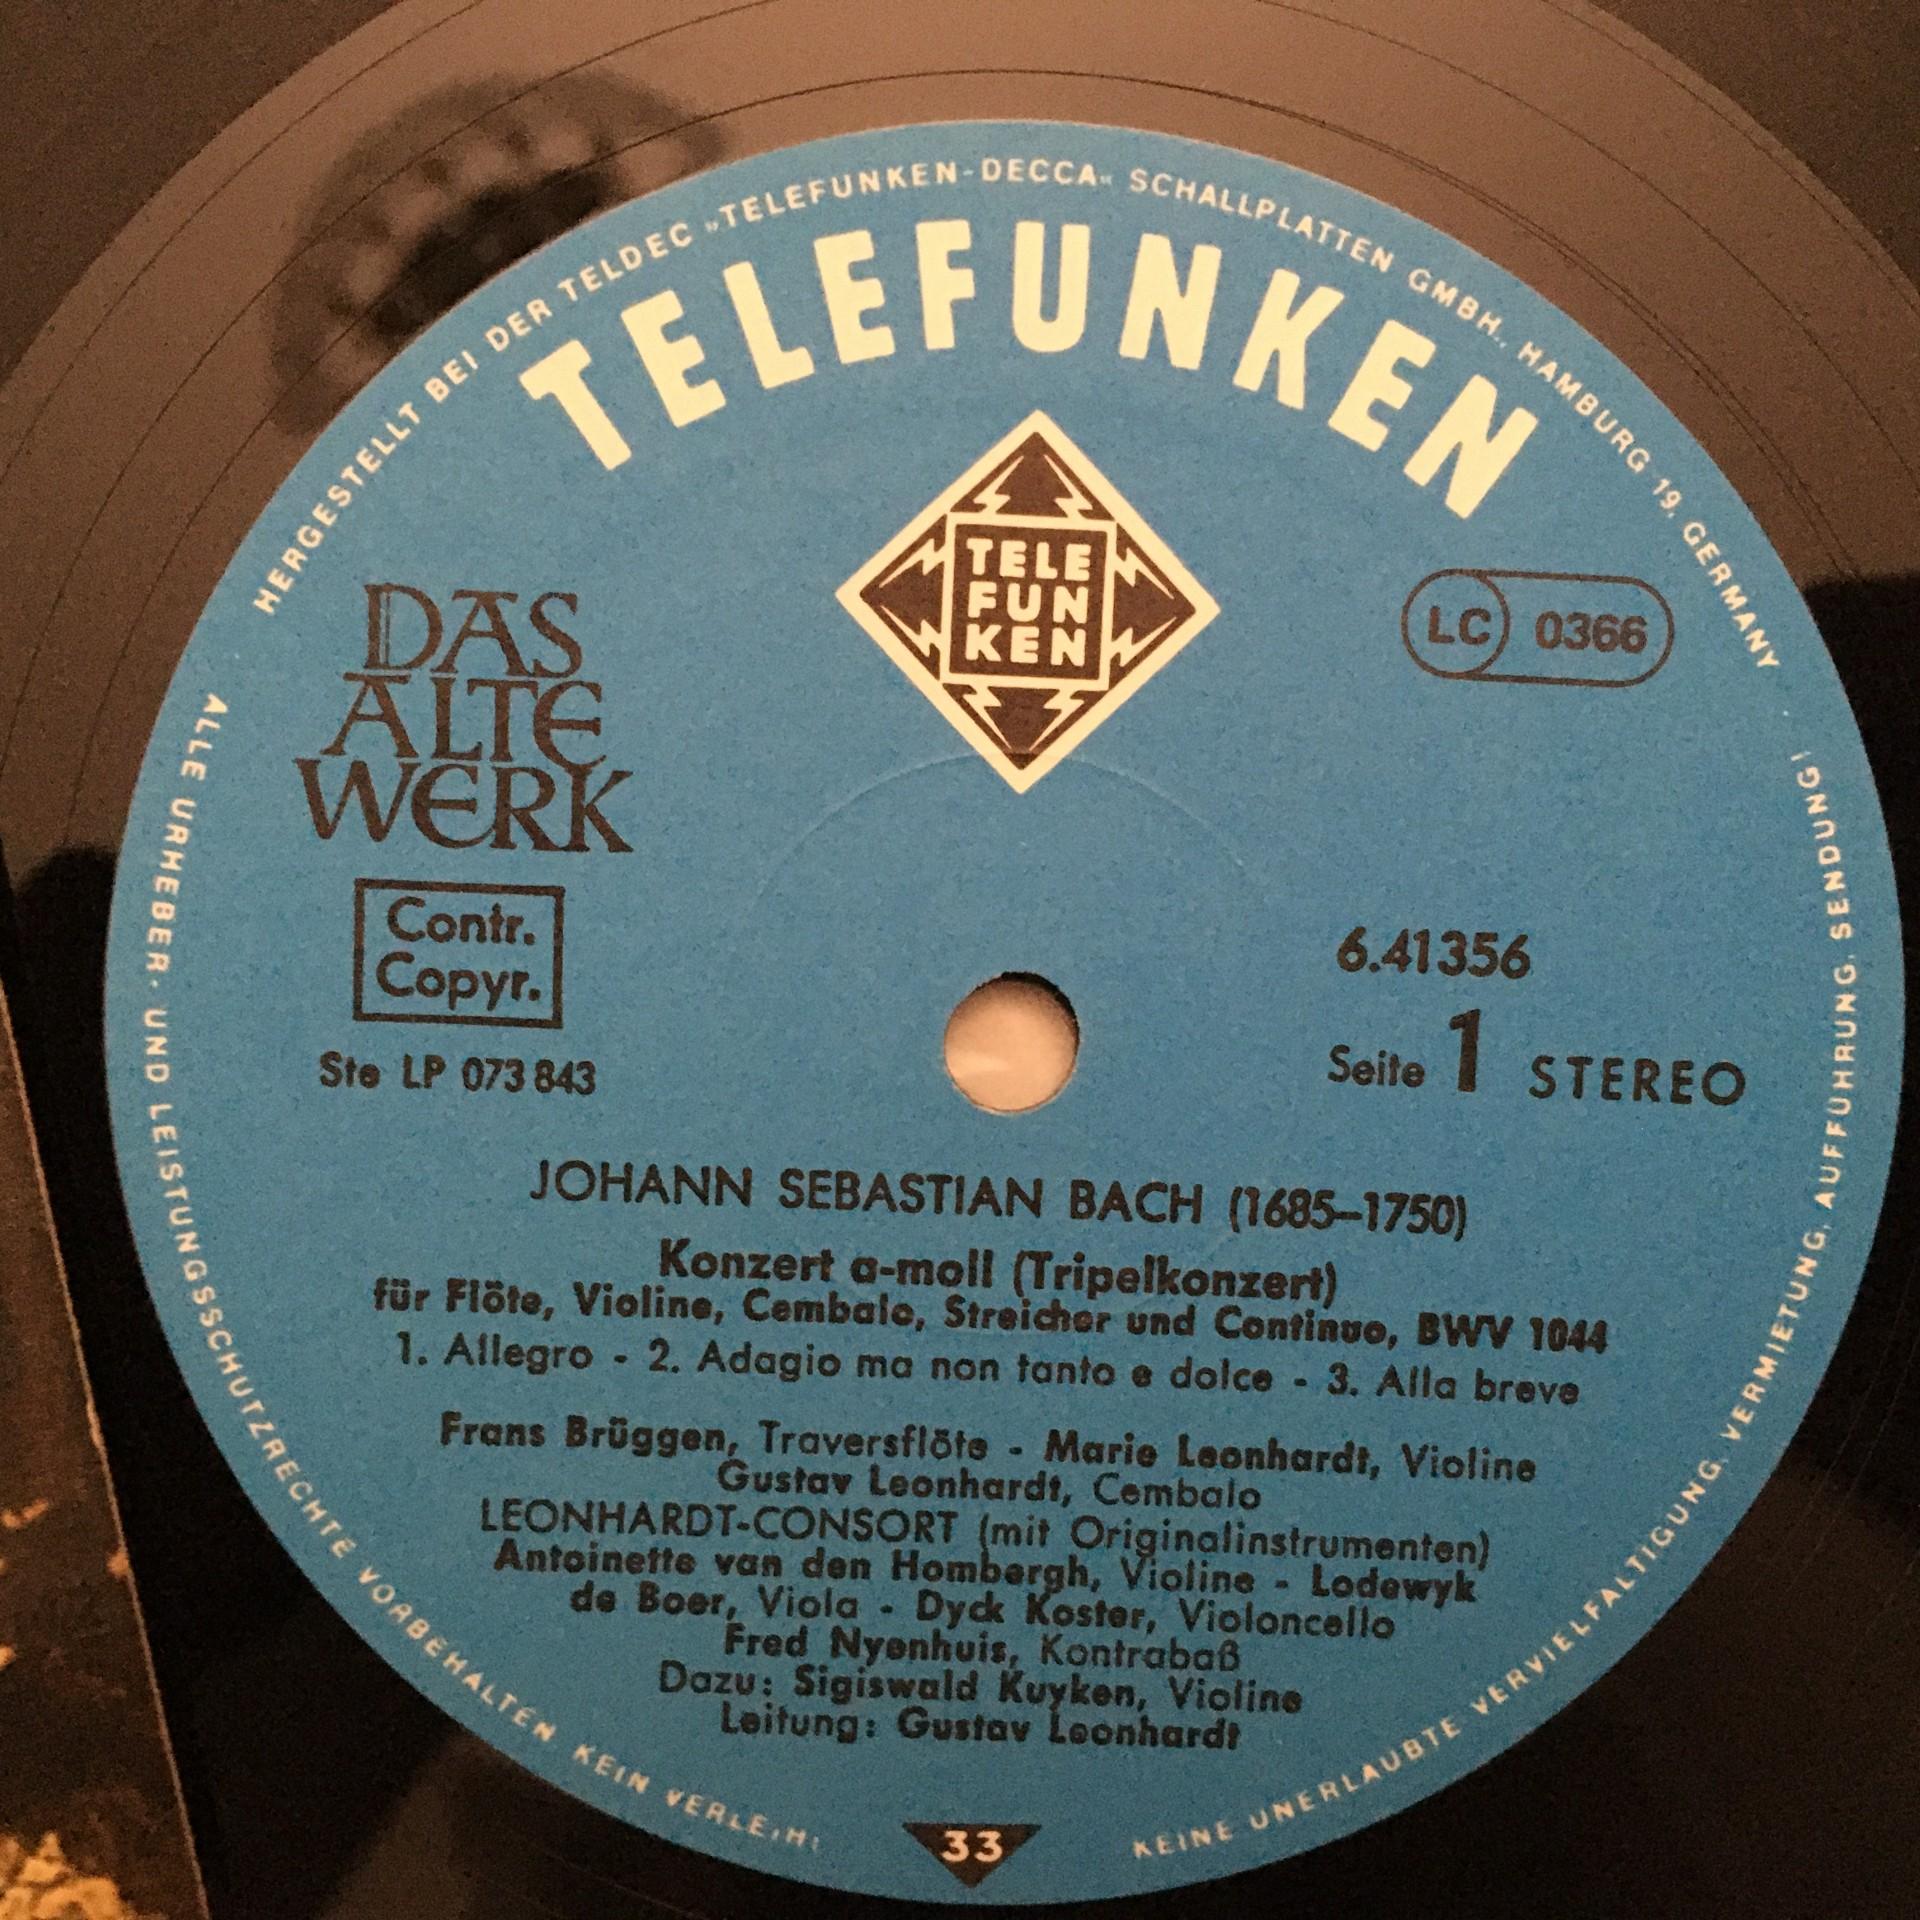 HERGESTELLT BEI DER TELDEC „TELEFUNKEN-DECCA“ SCHALLPLATTEN GMBH., HAMBURG 19, GERMANY
TELEFUNKEN
TELE
FUN
KEN
DAS
ALTE
WERK
LC 0366
Contr.
Copyr.
Ste LP 073 843
6.41356
Seite 1 STEREO
JOHANN SEBASTIAN BACH (1685–1750)
Konzert a-moll (Tripelkonzert)
für Flöte, Violine, Cembalo, Streicher und Continuo, BWV 1044
1. Allegro - 2. Adagio ma non tanto e dolce - 3. Alla breve
Frans Brüggen, Traversflöte - Marie Leonhardt, Violine
Gustav Leonhardt, Cembalo
LEONHARDT-CONSORT (mit Originalinstrumenten)
Antoinette van den Hombergh, Violine - Lodewyk
de Boer, Viola - Dyck Koster, Violoncello
Fred Nyenhuis, Kontrabaß
Dazu: Sigiswald Kuyken, Violine
Leitung: Gustav Leonhardt
33
ALLE URHEBER- UND LEISTUNGSSCHUTZRECHTE VORBEHALTEN KEIN VERLEIH!
KEINE UNERLAUBTE VERVIELFALTIGUNG, VERMIETUNG, AUFFUHRUNG, SENDUNG!